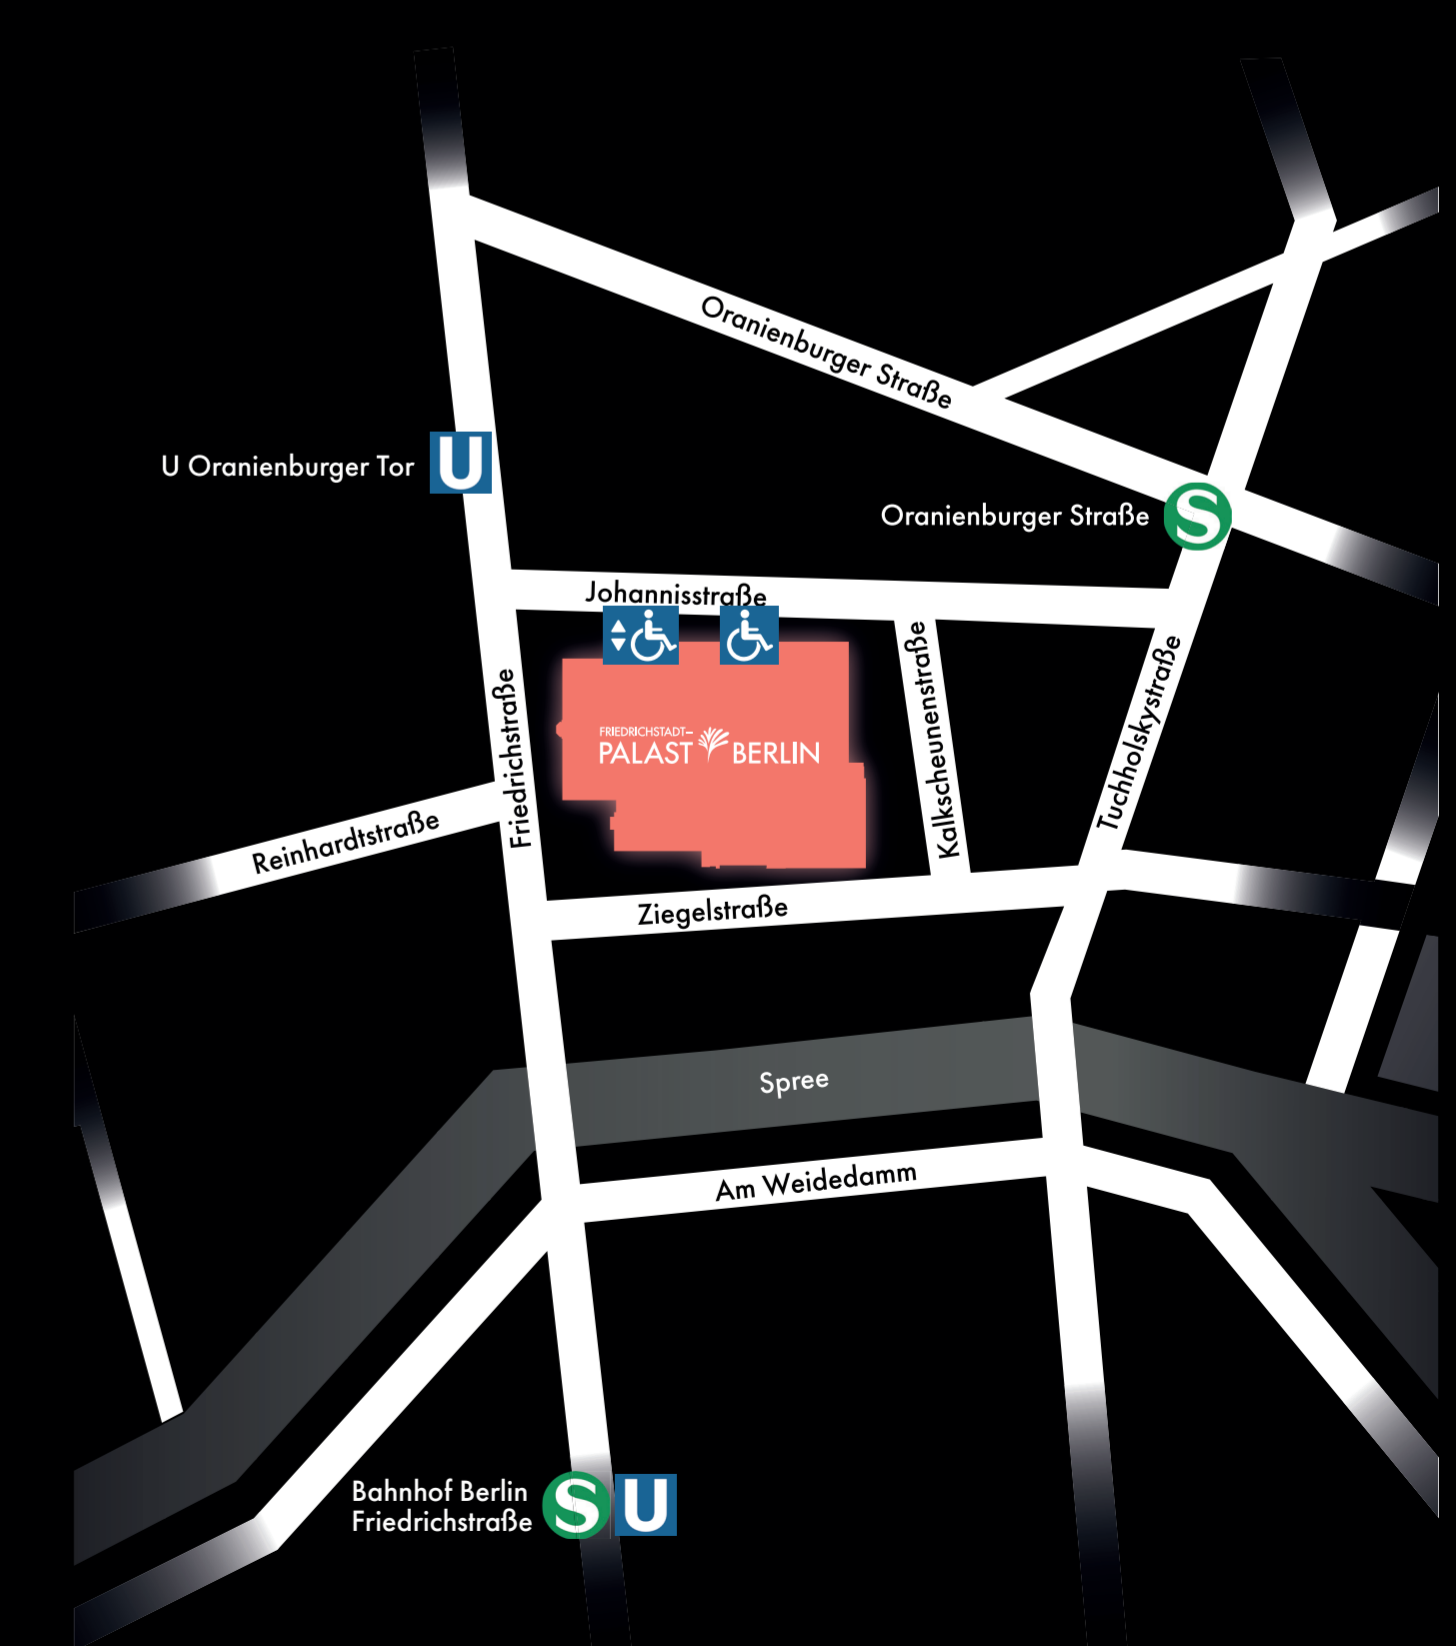 Oranienburger Straße
U Oranienburger Tor
U
Oranienburger Straße
S
Johannisstraße
Friedrichstraße
FRIEDRICHSTADT–
PALAST BERLIN
Kalkscheunenstraße
Tuchholskystraße
Reinhardtstraße
Ziegelstraße
Spree
Am Weidedamm
Bahnhof Berlin
Friedrichstraße
S U